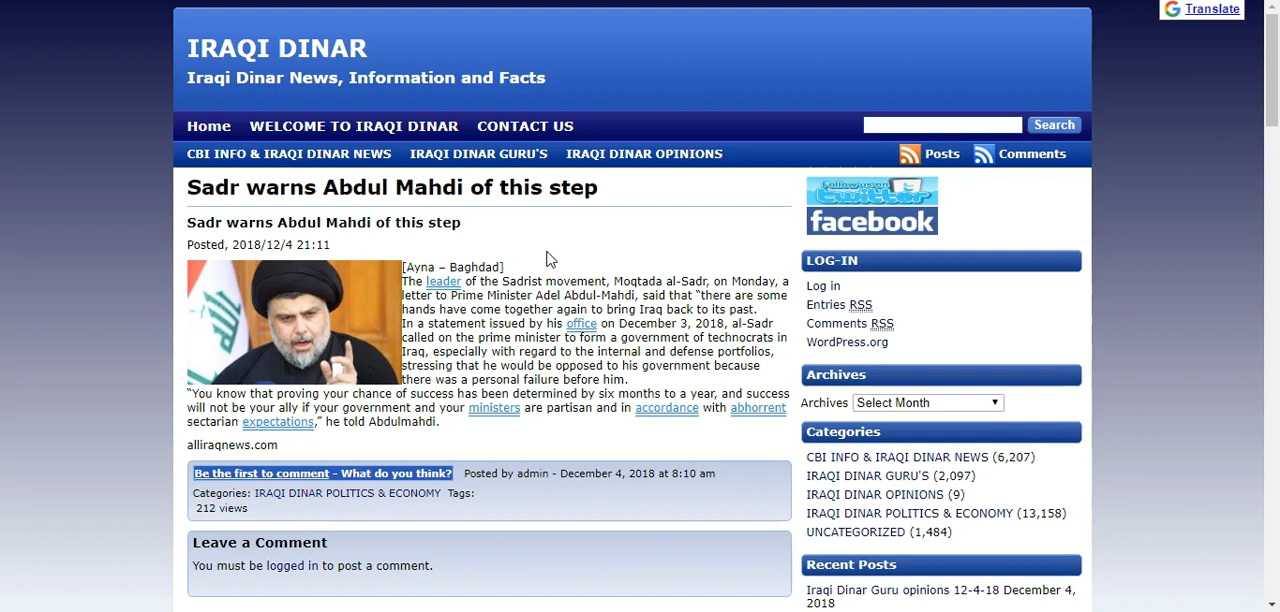 Translate
IRAQI DINAR
Iraqi Dinar News, Information and Facts
Home WELCOME TO IRAQI DINAR CONTACT US
Search
CBI INFO & IRAQI DINAR NEWS IRAQI DINAR GURU'S IRAQI DINAR OPINIONS
Posts Comments
Sadr warns Abdul Mahdi of this step
Sadr warns Abdul Mahdi of this step
Posted, 2018/12/4 21:11
[Ayna – Baghdad]
The leader of the Sadrist movement, Moqtada al-Sadr, on Monday, a
letter to Prime Minister Adel Abdul-Mahdi, said that “there are some
hands have come together again to bring Iraq back to its past.
In a statement issued by his office on December 3, 2018, al-Sadr
called on the prime minister to form a government of technocrats in
Iraq, especially with regard to the internal and defense portfolios,
stressing that he would be opposed to his government because
there was a personal failure before him.
“You know that proving your chance of success has been determined by six months to a year, and success
will not be your ally if your government and your ministers are partisan and in accordance with abhorrent
sectarian expectations,” he told Abdulmahdi.
alliraqnews.com
Be the first to comment - What do you think? Posted by admin - December 4, 2018 at 8:10 am
Categories: IRAQI DINAR POLITICS & ECONOMY Tags:
212 views
Leave a Comment
You must be logged in to post a comment.
Follow us on
twitter
facebook
LOG-IN
Log in
Entries RSS
Comments RSS
WordPress.org
Archives
Archives Select Month
Categories
CBI INFO & IRAQI DINAR NEWS (6,207)
IRAQI DINAR GURU'S (2,097)
IRAQI DINAR OPINIONS (9)
IRAQI DINAR POLITICS & ECONOMY (13,158)
UNCATEGORIZED (1,484)
Recent Posts
Iraqi Dinar Guru opinions 12-4-18 December 4,
2018